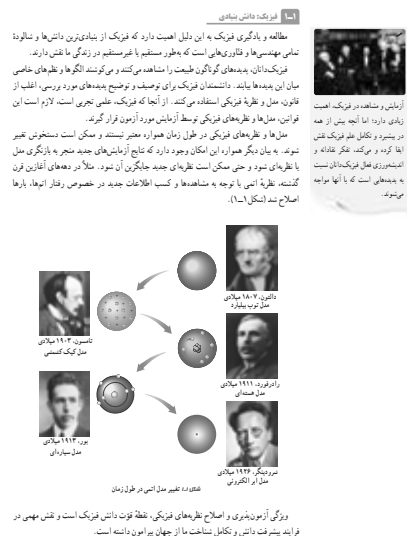 ۱-۱ فیزیک: دانش بنیادی
مطالعه و یادگیری فیزیک به این دلیل اهمیت دارد که فیزیک از بنیادی‌ترین دانش‌ها و شالودهٔ
تمامی مهندسی‌ها و فنّاوری‌هایی است که به‌طور مستقیم یا غیرمستقیم در زندگی ما نقش دارند.
فیزیک‌دانان، پدیده‌های گوناگون طبیعت را مشاهده می‌کنند و می‌کوشند الگوها و نظم‌های خاصی
میان این پدیده‌ها بیابند. دانشمندان فیزیک برای توصیف و توضیح پدیده‌های مورد بررسی، اغلب از
قانون، مدل و نظریهٔ فیزیکی استفاده می‌کنند. از آنجا که فیزیک، علمی تجربی است، لازم است این
قوانین، مدل‌ها و نظریه‌های فیزیکی توسط آزمایش مورد آزمون قرار گیرند.
مدل‌ها و نظریه‌های فیزیکی در طول زمان همواره معتبر نیستند و ممکن است دستخوش تغییر
شوند. به بیان دیگر همواره این امکان وجود دارد که نتایج آزمایش‌های جدید منجر به بازنگری مدل
یا نظریه‌ای شود و حتی ممکن است نظریه‌ای جدید جایگزین آن شود. مثلاً در دهه‌های آغازین قرن
گذشته، نظریهٔ اتمی با توجه به مشاهده‌ها و کسب اطلاعات جدید در خصوص رفتار اتم‌ها، بارها
اصلاح شد (شکل۱-۱).
آزمایش و مشاهده در فیزیک، اهمیت
زیادی دارد؛ اما آنچه بیش از همه
در پیشبرد و تکامل علم فیزیک نقش
ایفا کرده و می‌کند، تفکر نقادانه و
اندیشه‌ورزی فعال فیزیک‌دانان نسبت
به پدیده‌هایی است که با آنها مواجه
می‌شوند.
دالتون، ۱۸۰۷ میلادی
مدل توپ بیلیارد
تامسون، ۱۹۰۳ میلادی
مدل کیک کشمشی
رادرفورد، ۱۹۱۱ میلادی
مدل هسته‌ای
بور، ۱۹۱۳ میلادی
مدل سیاره‌ای
شرودینگر، ۱۹۲۶ میلادی
مدل ابر الکترونی
شکل ۱-۱ تغییر مدل اتمی در طول زمان
ویژگی آزمون‌پذیری و اصلاح نظریه‌های فیزیکی، نقطهٔ قوّت دانش فیزیک است و نقش مهمی در
فرایند پیشرفت دانش و تکامل شناخت ما از جهان پیرامون داشته است.